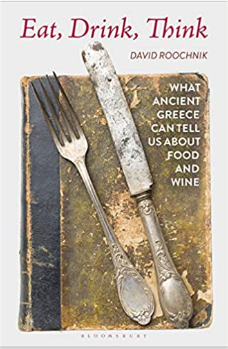 Eat, Drink, Think
DAVID ROOCHNIK
WHAT
ANCIENT
GREECE
CAN TELL
US ABOUT
FOOD
AND
WINE
BLOOMSBURY